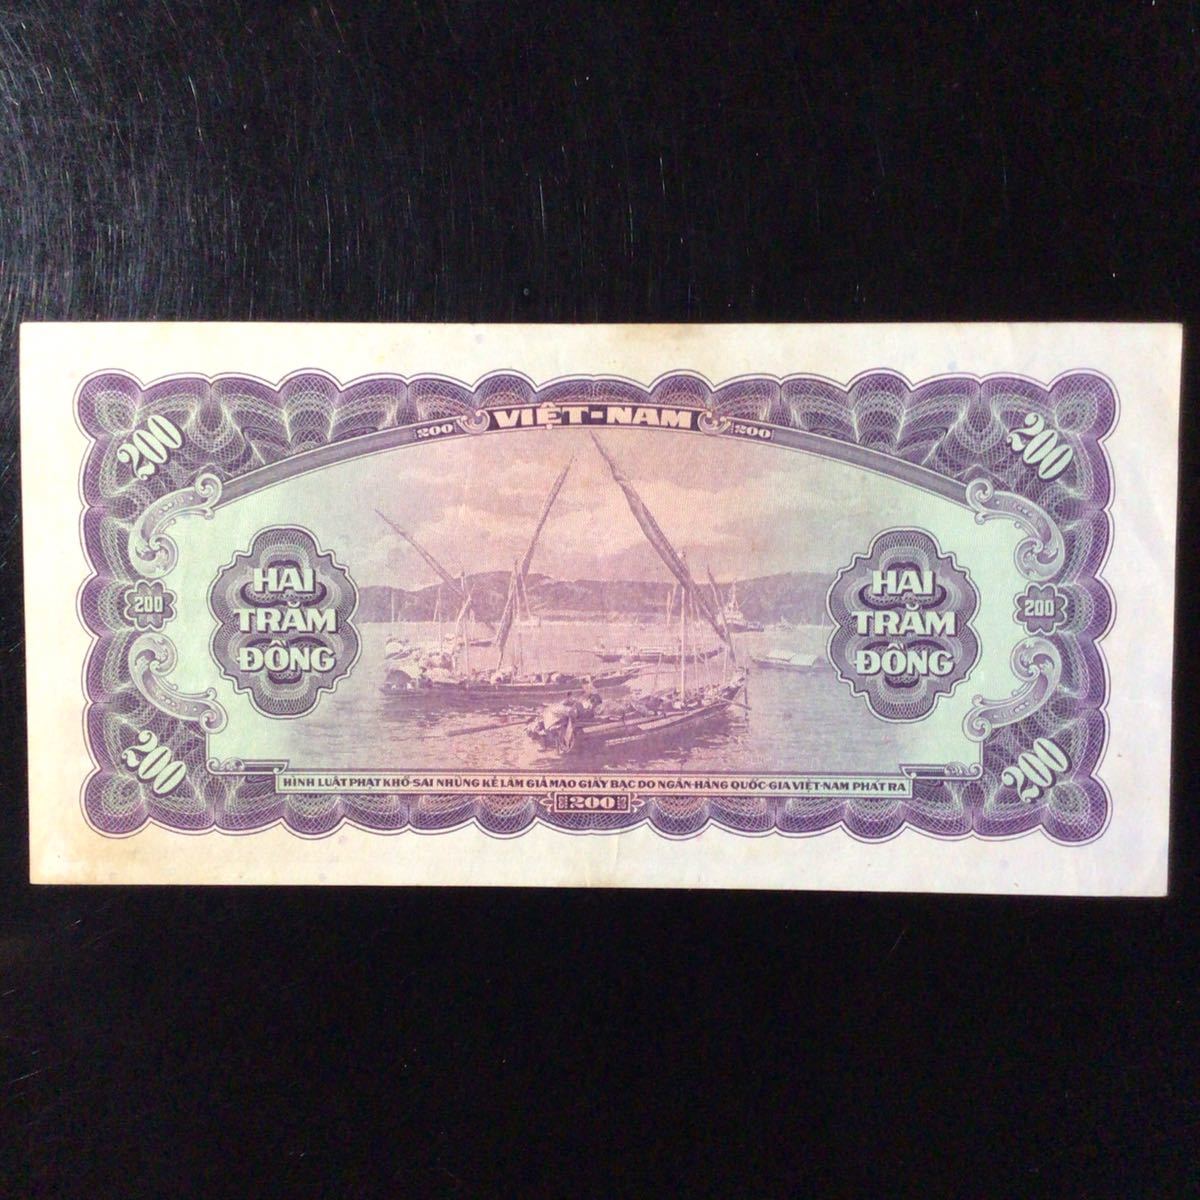 200 VIỆT-NAM 200
200 200
HAI
TRĂM
ĐỒNG
HAI
TRĂM
ĐỒNG
200 200
HÌNH LUẬT PHẠT KHỔ-SAI NHỮNG KẺ LÀM GIẢ MẠO GIẤY BẠC DO NGÂN-HÀNG QUỐC-GIA VIỆT-NAM PHÁT RA
200 200
200